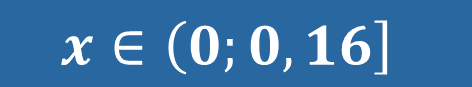 x ∈ (0; 0, 16]